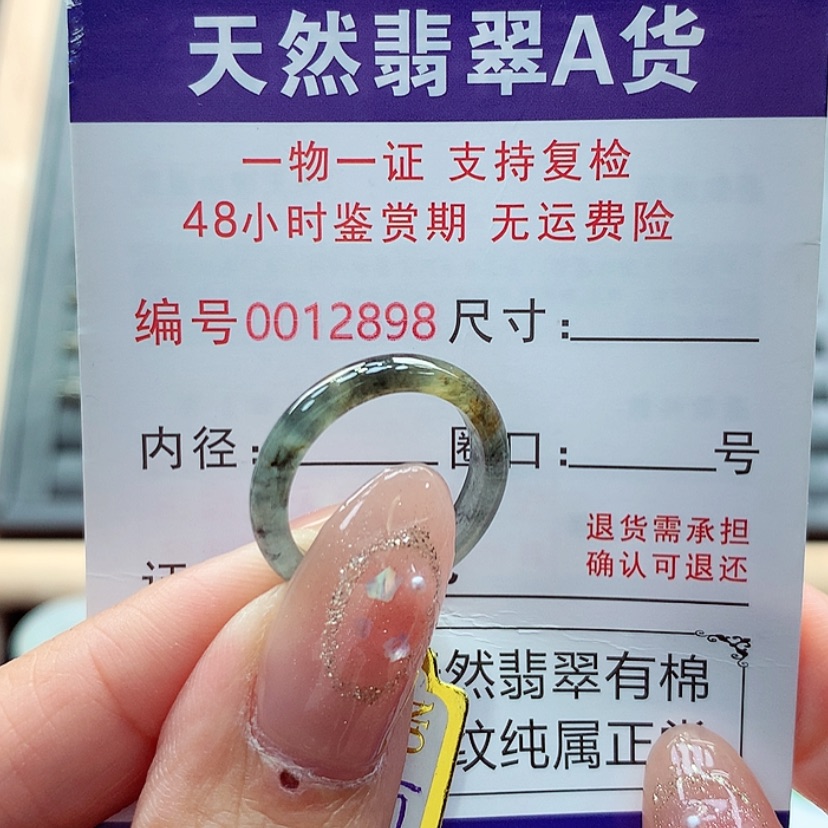 天然翡翠A货
一物一证 支持复检
48小时鉴赏期 无运费险
编号0012898 尺寸:
内径: 圈口: 号
退货需承担
确认可退还
然翡翠有棉
纹纯属正常